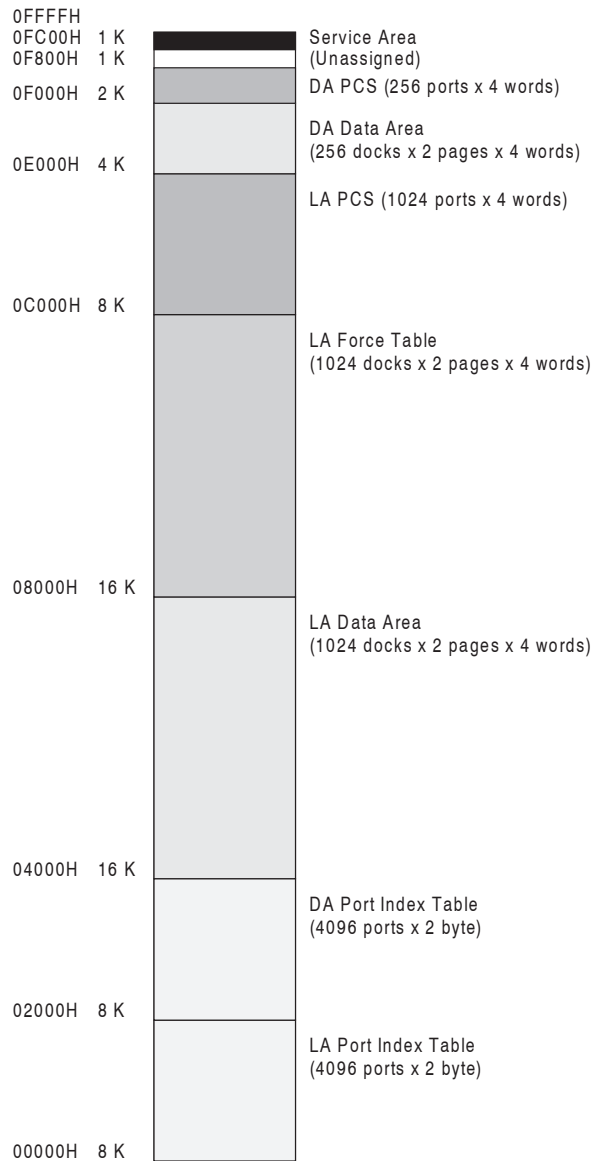 0FFFFH
0FC00H 1 K Service Area
0F800H 1 K (Unassigned)
0F000H 2 K DA PCS (256 ports x 4 words)
DA Data Area
(256 docks x 2 pages x 4 words)
0E000H 4 K
LA PCS (1024 ports x 4 words)
0C000H 8 K
LA Force Table
(1024 docks x 2 pages x 4 words)
08000H 16 K
LA Data Area
(1024 docks x 2 pages x 4 words)
04000H 16 K
DA Port Index Table
(4096 ports x 2 byte)
02000H 8 K
LA Port Index Table
(4096 ports x 2 byte)
00000H 8 K